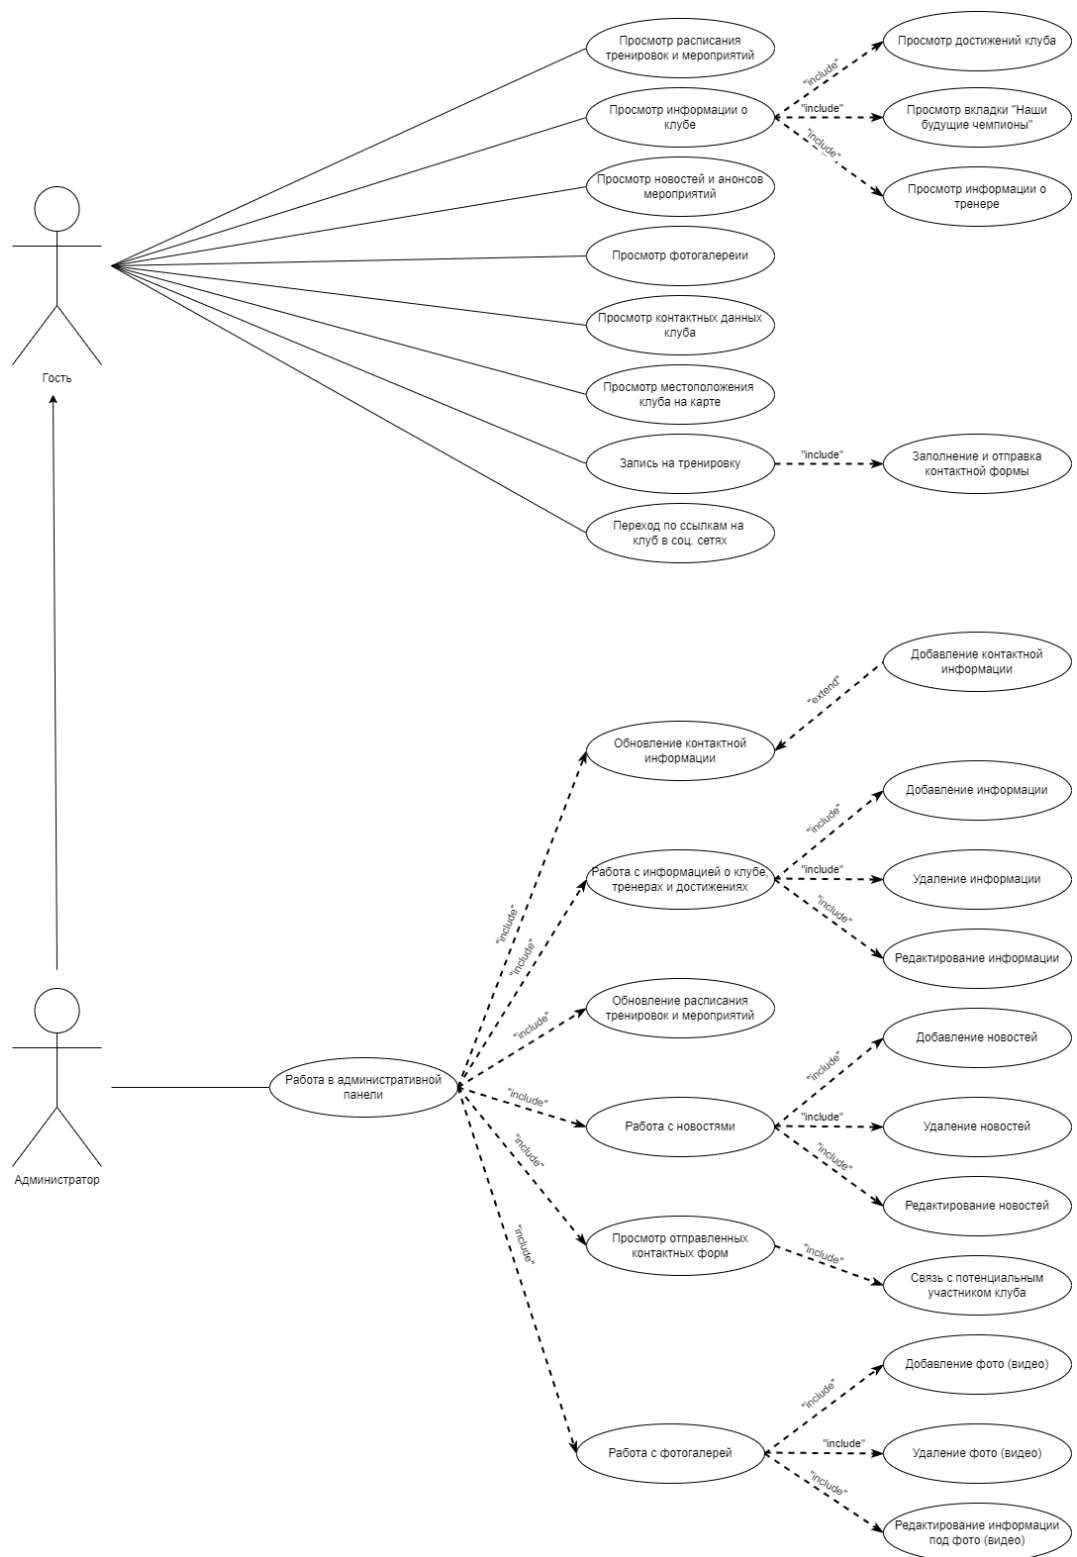 Просмотр расписания
тренировок и мероприятий
Просмотр достижений клуба
"include"
Просмотр информации о
клубе
"include"
Просмотр вкладки "Наши
будущие чемпионы"
"include"
Просмотр информации о
тренере
Просмотр новостей и анонсов
мероприятий
Просмотр фотогалереии
Просмотр контактных данных
клуба
Гость
Просмотр местоположения
клуба на карте
Запись на тренировку
"include"
Заполнение и отправка
контактной формы
Переход по ссылкам на
клуб в соц. сетях
Добавление контактной
информации
"extend"
Обновление контактной
информации
Добавление информации
"include"
Работа с информацией о клубе,
тренерах и достижениях
"include"
Удаление информации
"include"
Редактирование информации
"include"
"include"
Обновление расписания
тренировок и мероприятий
"include"
Добавление новостей
"include"
Работа в административной
панели
"include"
Работа с новостями
"include"
Удаление новостей
"include"
Редактирование новостей
Администратор
"include"
Просмотр отправленных
контактных форм
"include"
Связь с потенциальным
участником клуба
"include"
Добавление фото (видео)
"include"
Работа с фотогалерей
"include"
Удаление фото (видео)
"include"
Редактирование информации
под фото (видео)